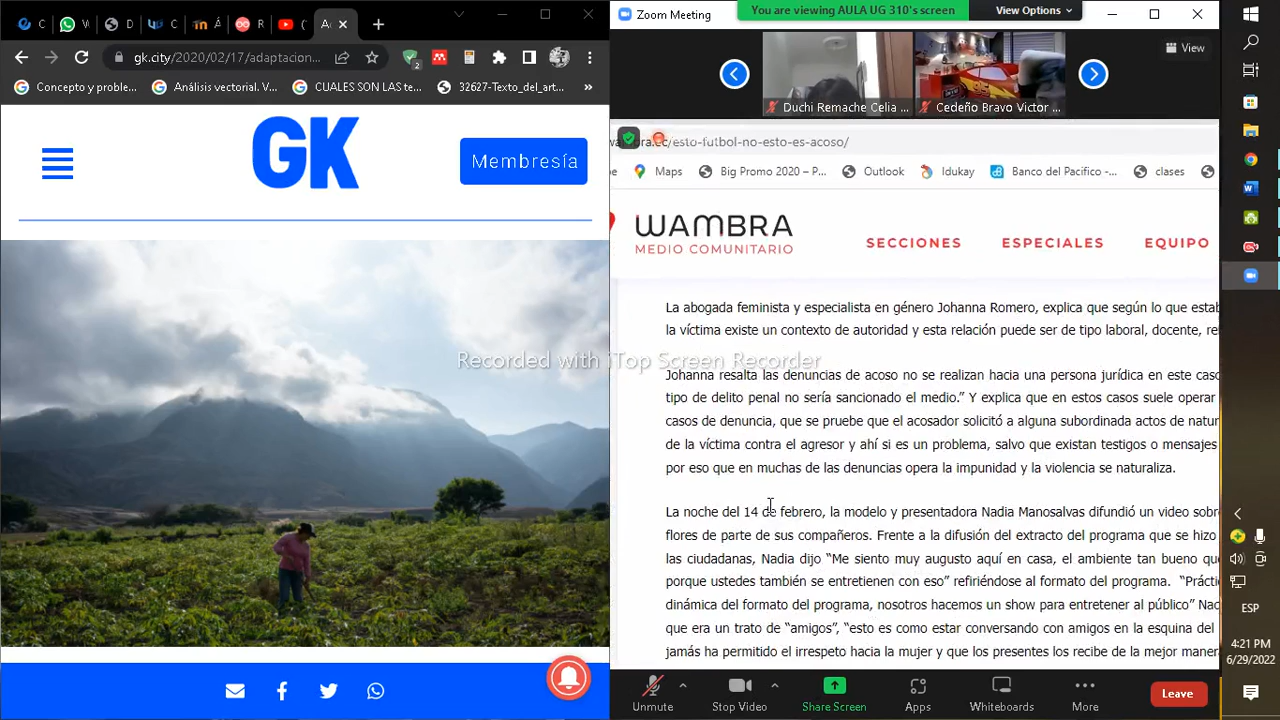 D
U
C
M
R
(
A
gk.city/2020/02/17/adaptacion...
2
Concepto y proble...
Análisis vectorial. V...
CUALES SON LAS te...
32627-Texto_del_art...
»
GK
Membresía
Zoom Meeting
You are viewing AULA UG 310's screen
View Options
View
Duchi Remache Celia ...
Cedeño Bravo Victor ...
/esto-futbol-no-esto-es-acoso/
Maps
Big Promo 2020 – P...
Outlook
Idukay
Banco del Pacifico -...
clases
WAMBRA
MEDIO COMUNITARIO
SECCIONES
ESPECIALES
EQUIPO
La abogada feminista y especialista en género Johanna Romero, explica que según lo que estab
la víctima existe un contexto de autoridad y esta relación puede ser de tipo laboral, docente, re
Recorded with iTop Screen Recorder
Johanna resalta las denuncias de acoso no se realizan hacia una persona jurídica en este caso
tipo de delito penal no sería sancionado el medio.” Y explica que en estos casos suele operar
casos de denuncia, que se pruebe que el acosador solicitó a alguna subordinada actos de natur
de la víctima contra el agresor y ahí si es un problema, salvo que existan testigos o mensajes
por eso que en muchas de las denuncias opera la impunidad y la violencia se naturaliza.
La noche del 14 de febrero, la modelo y presentadora Nadia Manosalvas difundió un video sobre
flores de parte de sus compañeros. Frente a la difusión del extracto del programa que se hizo
las ciudadanas, Nadia dijo “Me siento muy augusto aquí en casa, el ambiente tan bueno que
porque ustedes también se entretienen con eso” refiriéndose al formato del programa. “Práctic
dinámica del formato del programa, nosotros hacemos un show para entretener al público” Nad
que era un trato de “amigos”, “esto es como estar conversando con amigos en la esquina del
jamás ha permitido el irrespeto hacia la mujer y que los presentes los recibe de la mejor manera
Unmute
Stop Video
Share Screen
Apps
Whiteboards
More
Leave
ESP
4:21 PM
6/29/2022